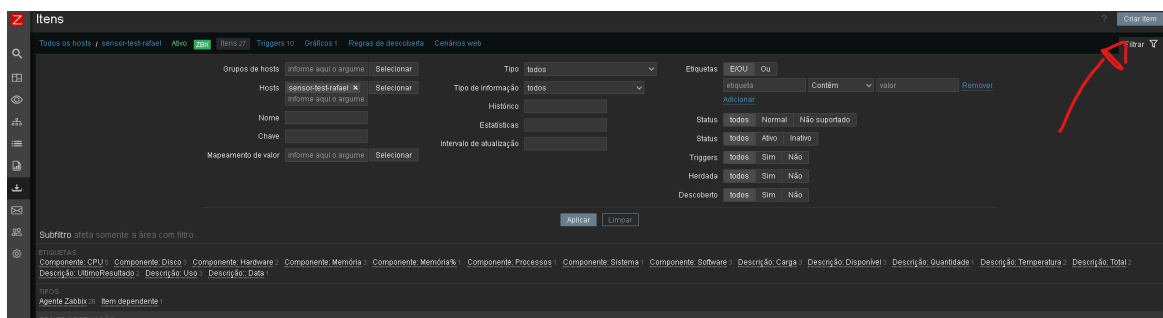 Z Itens ? Criar item
Todos os hosts / sensor-test-rafael Ativo ZBX Itens 27 Triggers 10 Gráficos 1 Regras de descoberta Cenários web Filtrar
Grupos de hosts informe aqui o argume Selecionar Tipo todos Etiquetas E/OU Ou
Hosts sensor-test-rafael × Selecionar Tipo de informação todos etiqueta Contêm valor Remover
informe aqui o argume Histórico Adicionar
Nome Estatísticas Status todos Normal Não suportado
Chave Intervalo de atualização Status todos Ativo Inativo
Mapeamento de valor informe aqui o argume Selecionar Triggers todos Sim Não
Herdada todos Sim Não
Descoberto todos Sim Não
Aplicar Limpar
Subfiltro afeta somente a área com filtro
ETIQUETAS
Componente: CPU 5 Componente: Disco 3 Componente: Hardware 2 Componente: Memória 3 Componente: Memória% 1 Componente: Processos 1 Componente: Sistema 1 Componente: Software 3 Descrição: Carga 3 Descrição: Disponível 3 Descrição: Quantidade 1 Descrição: Temperatura 2 Descrição: Total 2
Descrição: UltimoResultado 2 Descrição: Uso 3 Descrição:: Data 1
TIPOS
Agente Zabbix 26 Item dependente 1